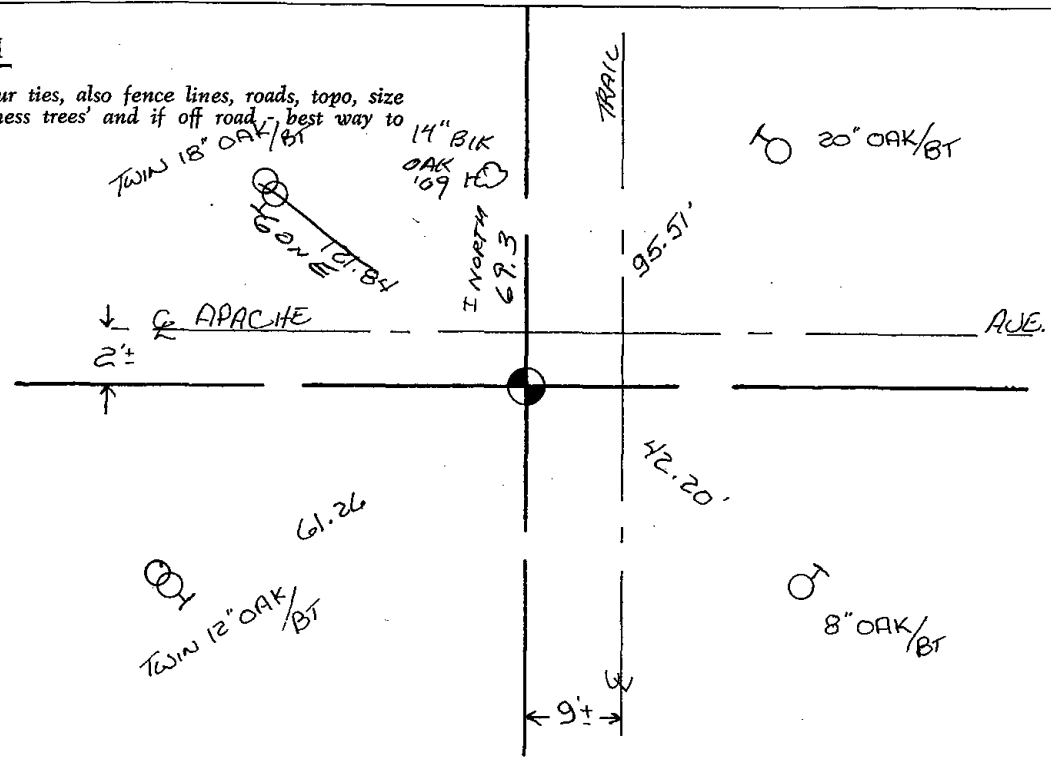 ur ties, also fence lines, roads, topo, size
ness trees' and if off road - best way to
TWIN 18" OAK/BT
14" BLK
OAK
'09
TRAIL
20" OAK/BT
GONE
121.84
NORTH
69.3
95.51'
℄ APACHE AVE.
2'±
42.20'
61.26
TWIN 12" OAK/BT
8" OAK/BT
℄
9'±